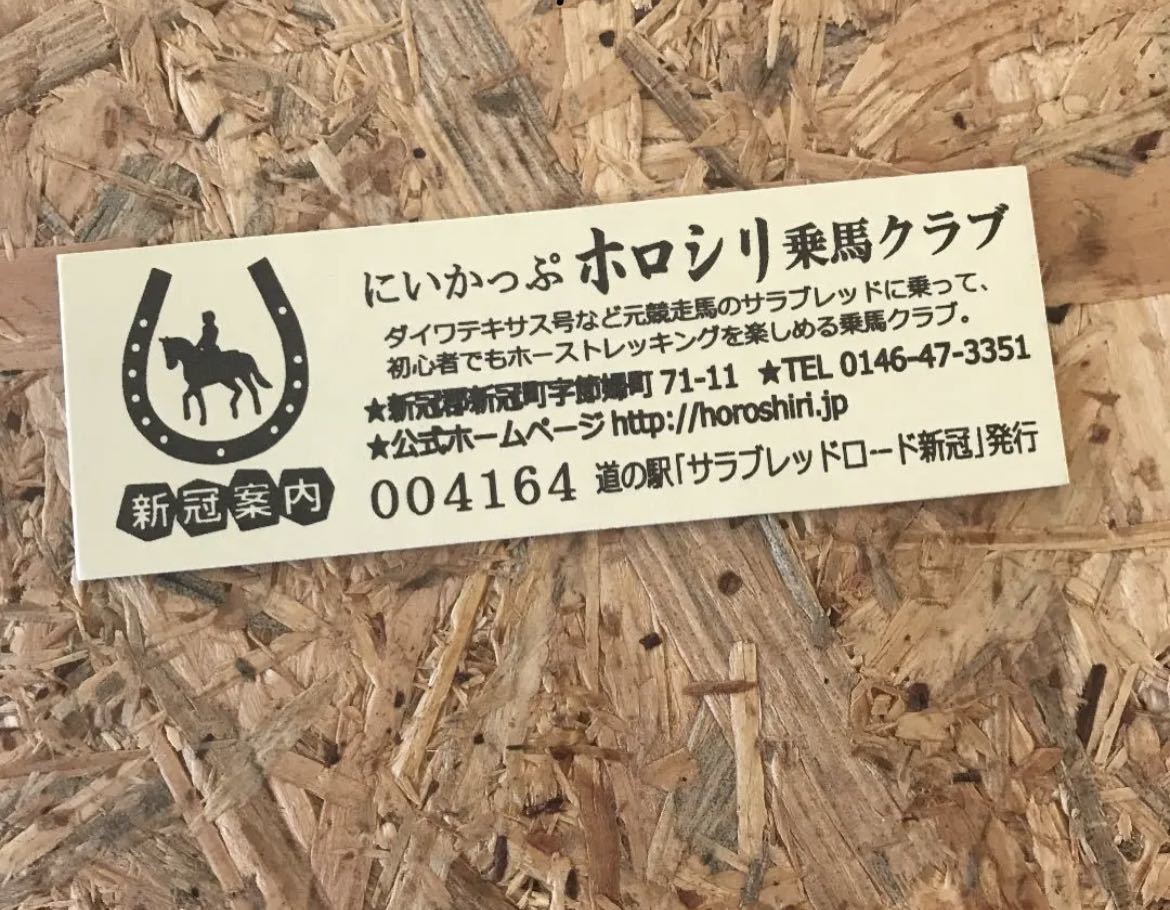 にいかっぷ ホロシリ乗馬クラブ
ダイワテキサス号など元競走馬のサラブレッドに乗って、
初心者でもホーストレッキングを楽しめる乗馬クラブ。
★新冠郡新冠町字節婦町 71-11 ★TEL 0146-47-3351
★公式ホームページ http://horoshiri.jp
004164 道の駅「サラブレッドロード新冠」発行
新冠案内